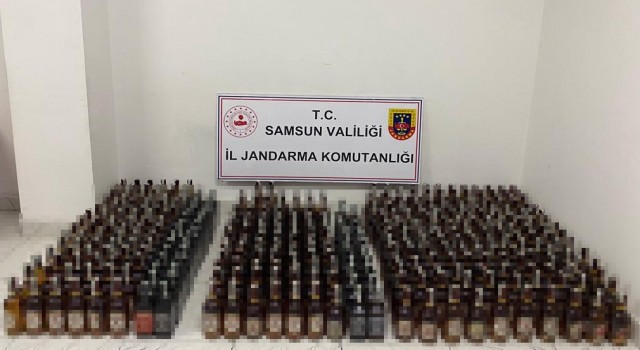 T.C.
SAMSUN VALİLİĞİ
İL JANDARMA KOMUTANLIĞI